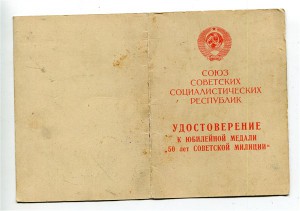 СОЮЗ
СОВЕТСКИХ
СОЦИАЛИСТИЧЕСКИХ
РЕСПУБЛИК
УДОСТОВЕРЕНИЕ
К ЮБИЛЕЙНОЙ МЕДАЛИ
„50 лет СОВЕТСКОЙ МИЛИЦИИ“